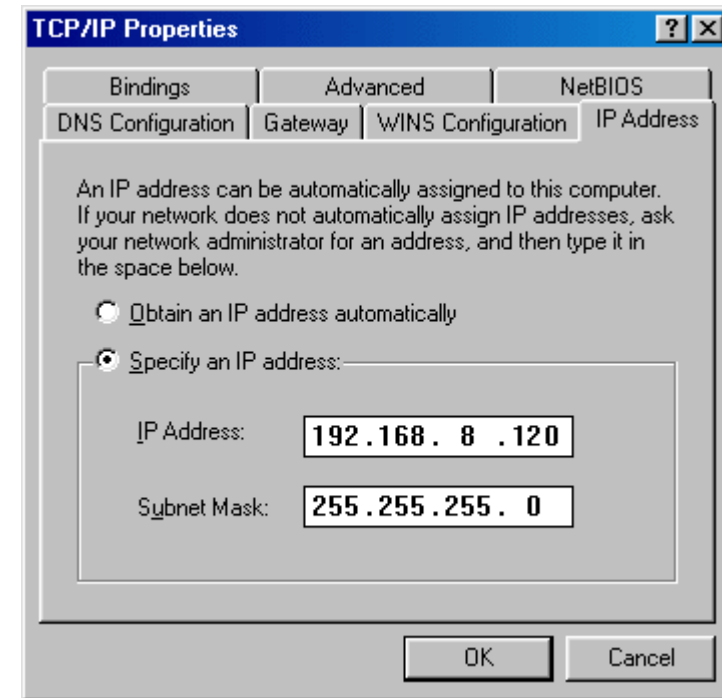 TCP/IP Properties
? ×
Bindings Advanced NetBIOS
DNS Configuration Gateway WINS Configuration IP Address
An IP address can be automatically assigned to this computer.
If your network does not automatically assign IP addresses, ask
your network administrator for an address, and then type it in
the space below.
Obtain an IP address automatically
Specify an IP address:
IP Address: 192.168. 8 .120
Subnet Mask: 255.255.255. 0
OK Cancel